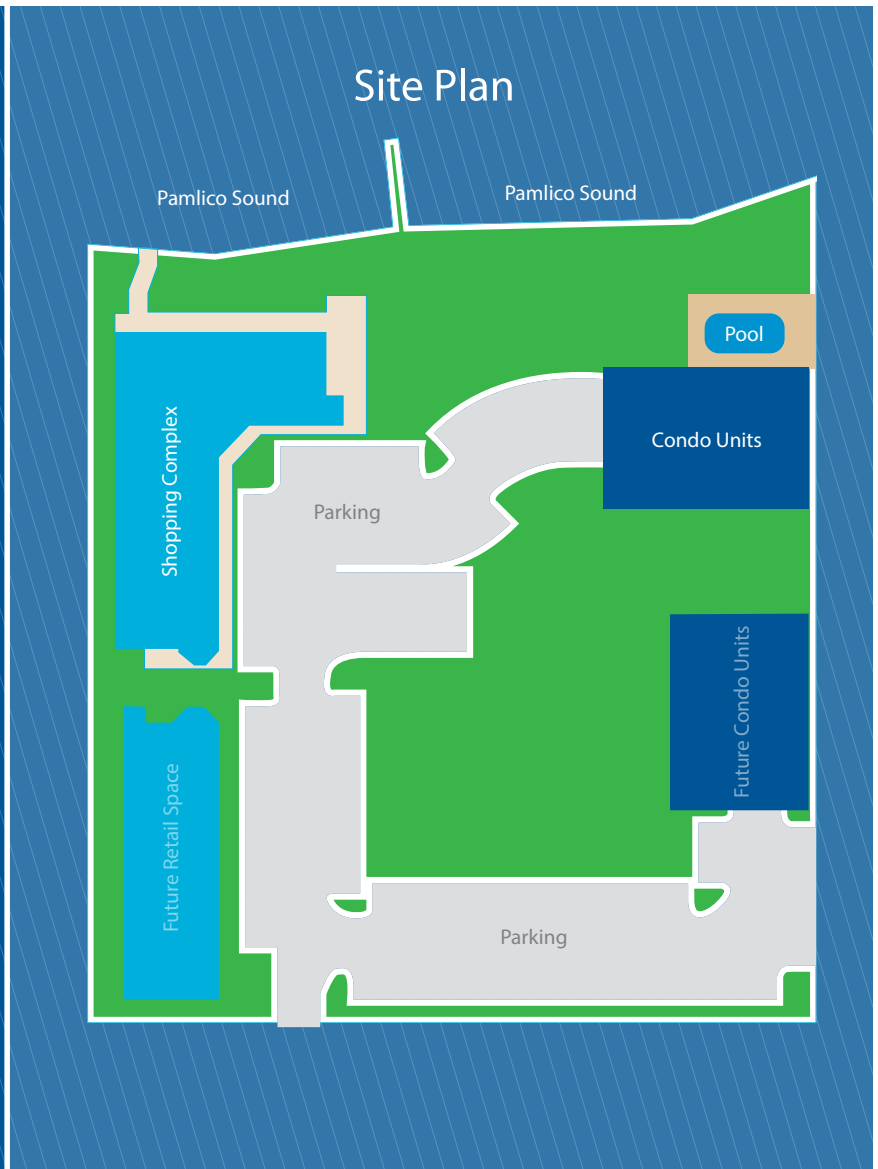 Site Plan
Pamlico Sound
Pamlico Sound
Pool
Condo Units
Shopping Complex
Parking
Future Condo Units
Future Retail Space
Parking